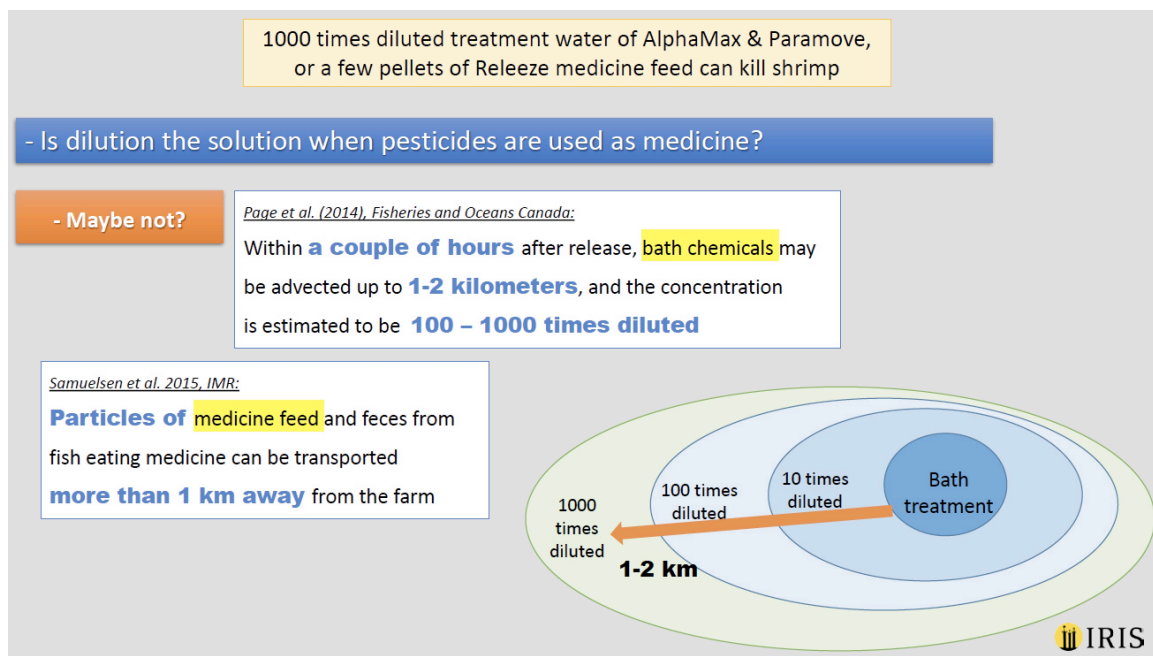 1000 times diluted treatment water of AlphaMax & Paramove,
or a few pellets of Releeze medicine feed can kill shrimp
- Is dilution the solution when pesticides are used as medicine?
- Maybe not?
Page et al. (2014), Fisheries and Oceans Canada:
Within a couple of hours after release, bath chemicals may
be advected up to 1-2 kilometers, and the concentration
is estimated to be 100 – 1000 times diluted
Samuelsen et al. 2015, IMR:
Particles of medicine feed and feces from
fish eating medicine can be transported
more than 1 km away from the farm
1000
times
diluted
100 times
diluted
10 times
diluted
Bath
treatment
1-2 km
IRIS